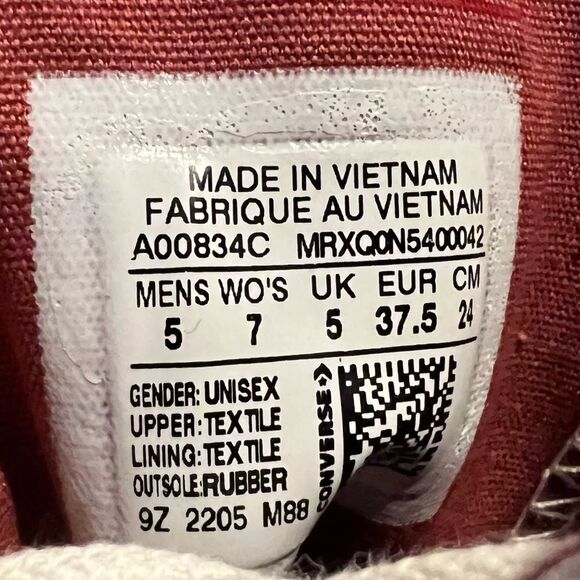 MADE IN VIETNAM
FABRIQUE AU VIETNAM
A00834C MRXQ0N5400042
MENS WO'S UK EUR CM
5 7 5 37.5 24
GENDER: UNISEX
UPPER: TEXTILE
LINING: TEXTILE
OUTSOLE: RUBBER
9Z 2205 M88
CONVERSE